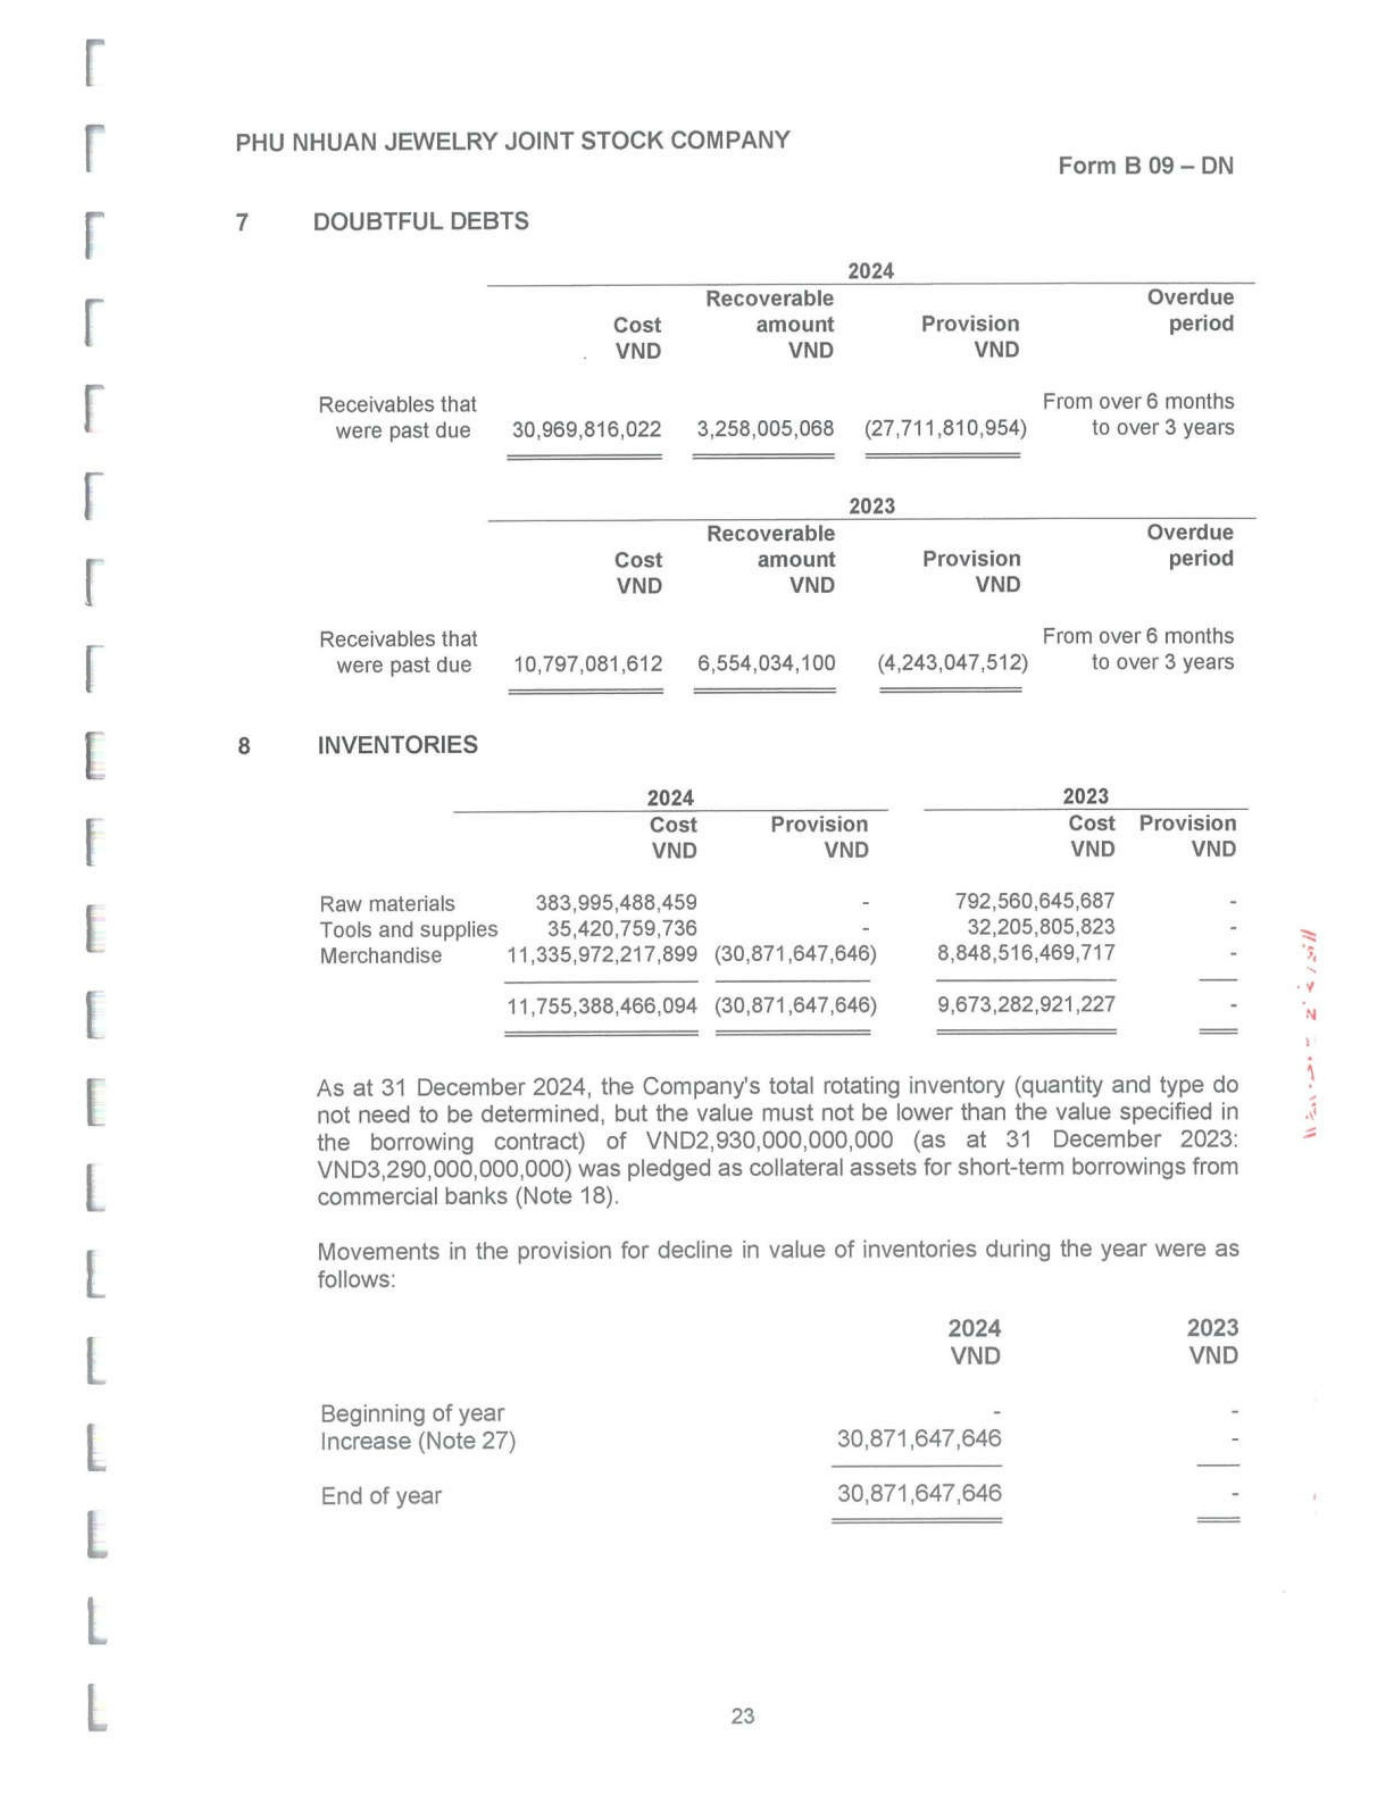 PHU NHUAN JEWELRY JOINT STOCK COMPANY
Form B 09 – DN
7 DOUBTFUL DEBTS
2024
Recoverable Overdue
Cost amount Provision period
VND VND VND
Receivables that From over 6 months
were past due 30,969,816,022 3,258,005,068 (27,711,810,954) to over 3 years
2023
Recoverable Overdue
Cost amount Provision period
VND VND VND
Receivables that From over 6 months
were past due 10,797,081,612 6,554,034,100 (4,243,047,512) to over 3 years
8 INVENTORIES
2024 2023
Cost Provision Cost Provision
VND VND VND VND
Raw materials 383,995,488,459 - 792,560,645,687 -
Tools and supplies 35,420,759,736 - 32,205,805,823 -
Merchandise 11,335,972,217,899 (30,871,647,646) 8,848,516,469,717 -
11,755,388,466,094 (30,871,647,646) 9,673,282,921,227 -
As at 31 December 2024, the Company's total rotating inventory (quantity and type do
not need to be determined, but the value must not be lower than the value specified in
the borrowing contract) of VND2,930,000,000,000 (as at 31 December 2023:
VND3,290,000,000,000) was pledged as collateral assets for short-term borrowings from
commercial banks (Note 18).
Movements in the provision for decline in value of inventories during the year were as
follows:
2024 2023
VND VND
Beginning of year - -
Increase (Note 27) 30,871,647,646 -
End of year 30,871,647,646 -
23